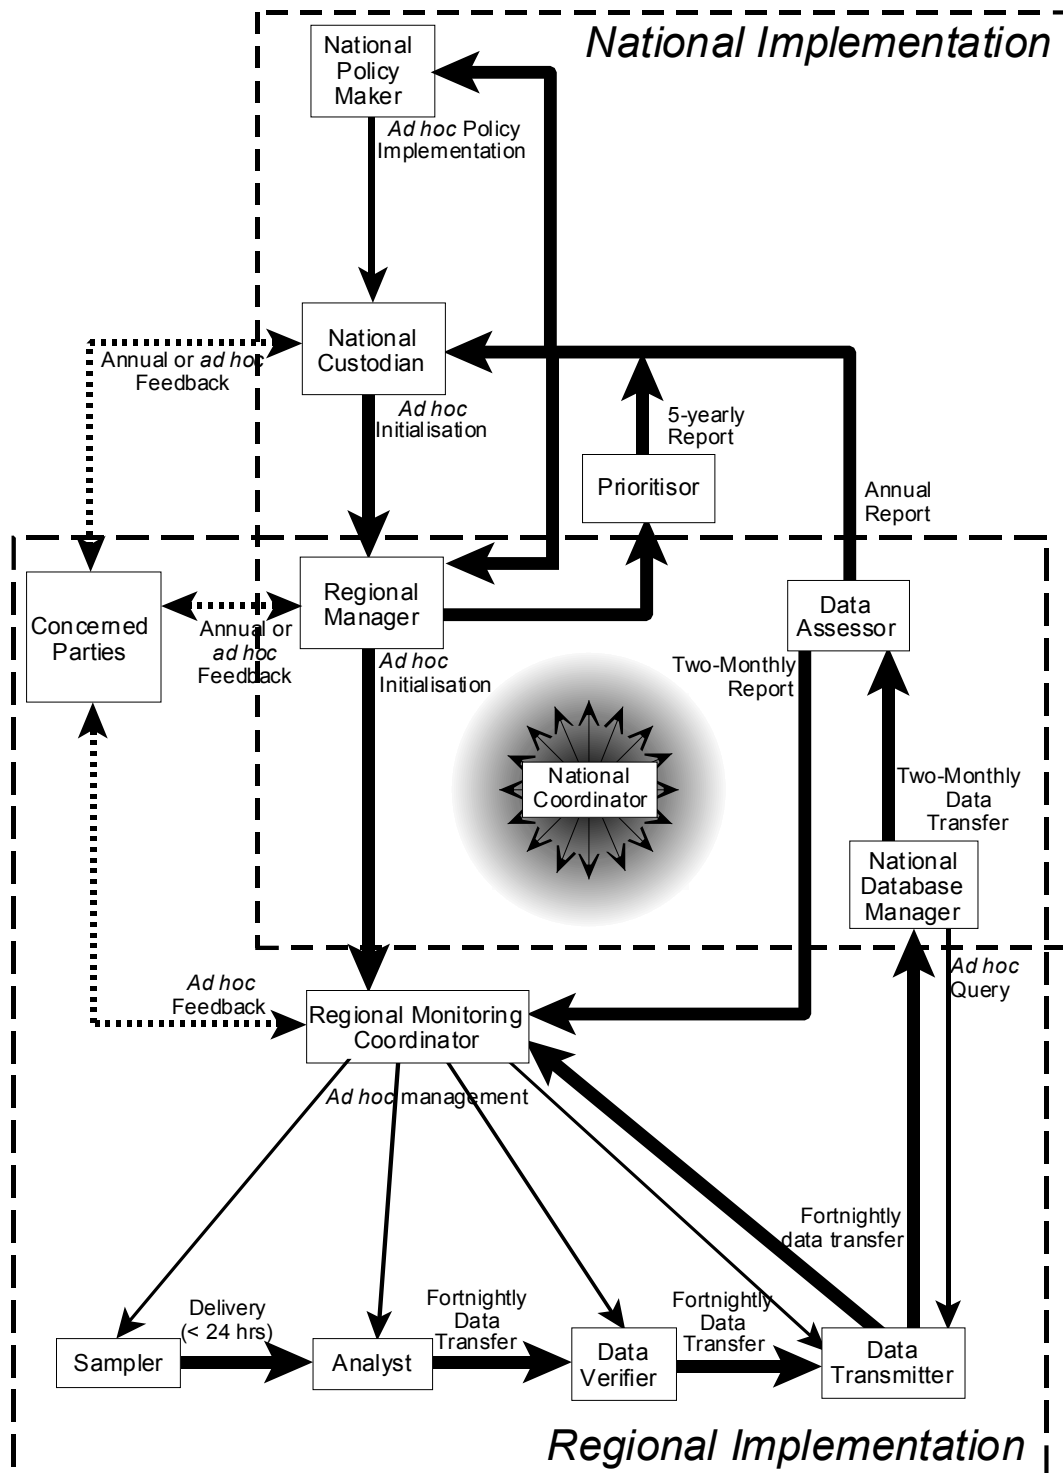 National Implementation
National
Policy
Maker
Ad hoc Policy
Implementation
National
Custodian
Annual or ad hoc
Feedback
Ad hoc
Initialisation
5-yearly
Report
Prioritisor
Annual
Report
Regional
Manager
Concerned
Parties
Annual or
ad hoc
Feedback
Ad hoc
Initialisation
Data
Assessor
Two-Monthly
Report
National
Coordinator
Two-Monthly
Data
Transfer
National
Database
Manager
Ad hoc
Feedback
Ad hoc
Query
Regional Monitoring
Coordinator
Ad hoc management
Fortnightly
data transfer
Delivery
(< 24 hrs)
Fortnightly
Data
Transfer
Fortnightly
Data
Transfer
Sampler
Analyst
Data
Verifier
Data
Transmitter
Regional Implementation